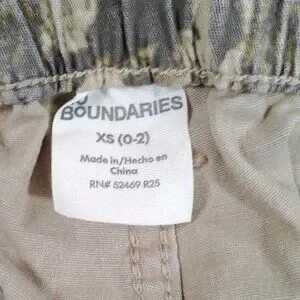 BOUNDARIES
XS (0-2)
Made in/Hecho en
China
RN# 52469 R25